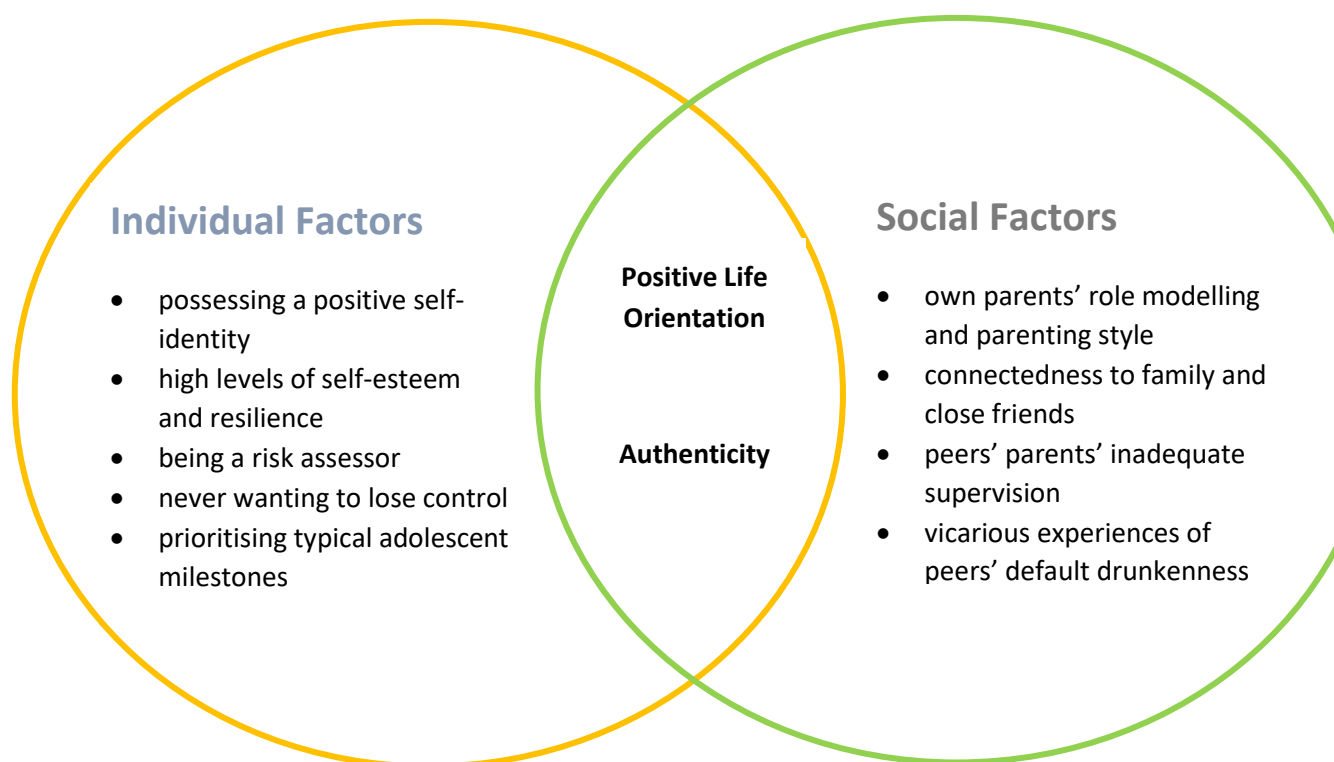 Individual Factors
• possessing a positive self-
identity
• high levels of self-esteem
and resilience
• being a risk assessor
• never wanting to lose control
• prioritising typical adolescent
milestones
Positive Life
Orientation
Authenticity
Social Factors
• own parents’ role modelling
and parenting style
• connectedness to family and
close friends
• peers’ parents’ inadequate
supervision
• vicarious experiences of
peers’ default drunkenness